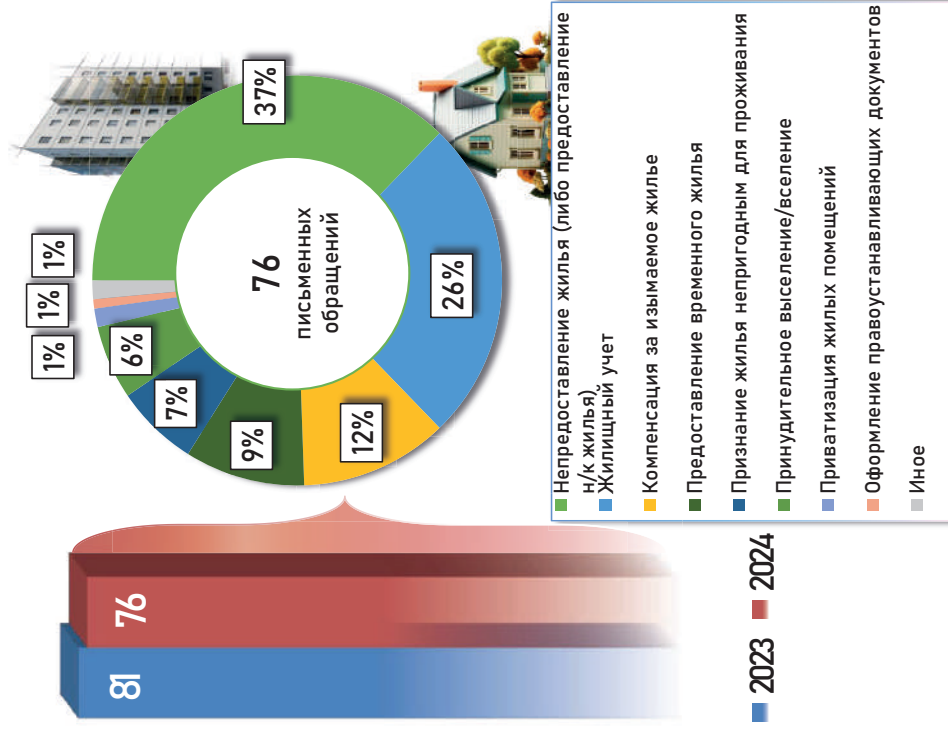 81
76
2023
2024
76
письменных
обращений
37%
26%
12%
9%
7%
6%
1%
1%
1%
Непредоставление жилья (либо предоставление
н/к жилья)
Жилищный учет
Компенсация за изымаемое жилье
Предоставление временного жилья
Признание жилья непригодным для проживания
Принудительное выселение/вселение
Приватизация жилых помещений
Оформление правоустанавливающих документов
Иное